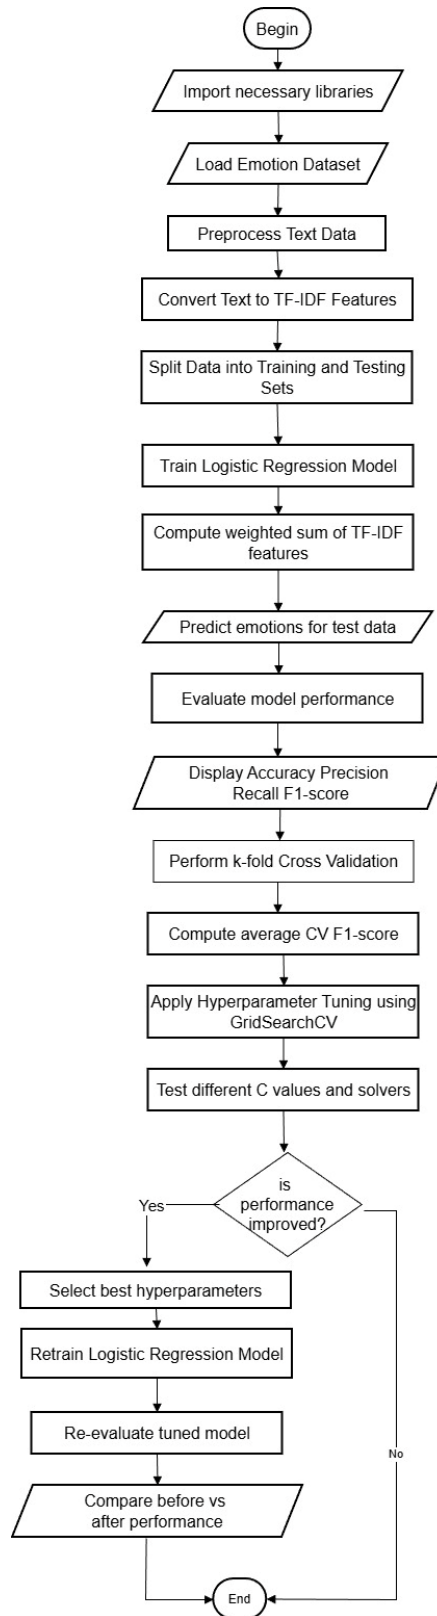 Begin
Import necessary libraries
Load Emotion Dataset
Preprocess Text Data
Convert Text to TF-IDF Features
Split Data into Training and Testing
Sets
Train Logistic Regression Model
Compute weighted sum of TF-IDF
features
Predict emotions for test data
Evaluate model performance
Display Accuracy Precision
Recall F1-score
Perform k-fold Cross Validation
Compute average CV F1-score
Apply Hyperparameter Tuning using
GridSearchCV
Test different C values and solvers
is
performance
improved?
Yes
Select best hyperparameters
Retrain Logistic Regression Model
Re-evaluate tuned model
No
Compare before vs
after performance
End